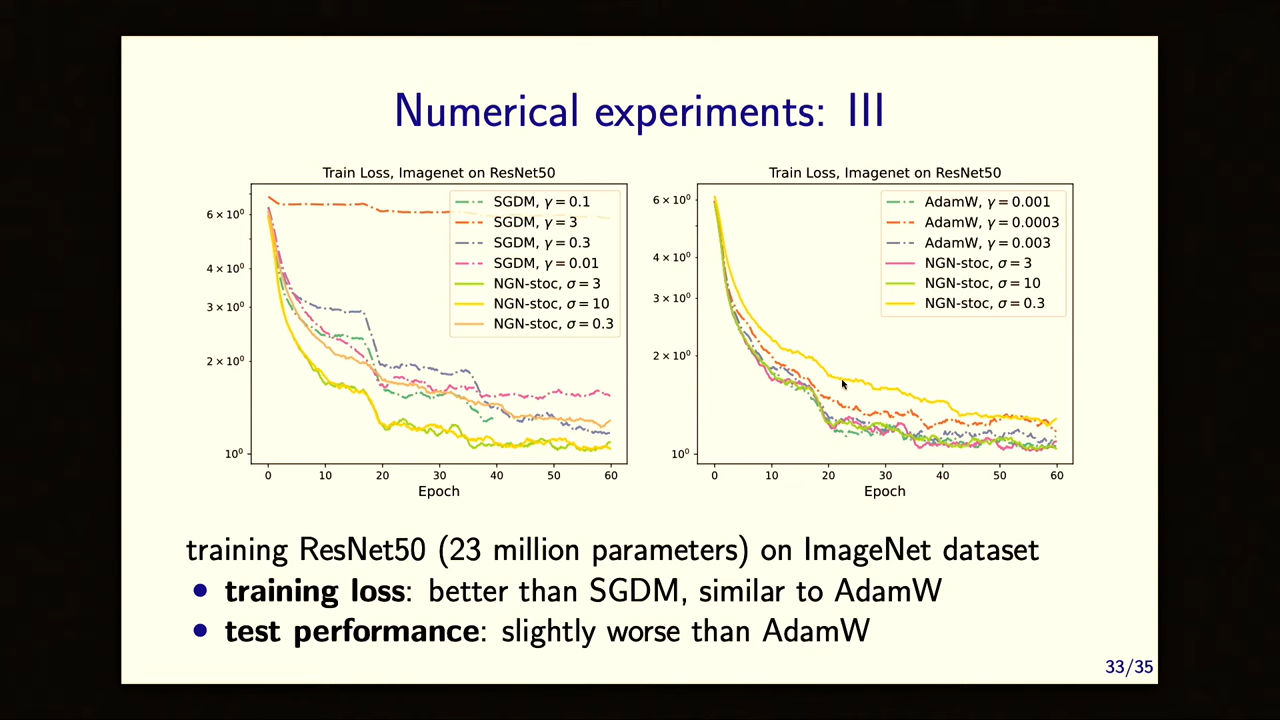 Numerical experiments: III
Train Loss, Imagenet on ResNet50
6 × 10⁰
4 × 10⁰
3 × 10⁰
2 × 10⁰
10⁰
SGDM, γ = 0.1
SGDM, γ = 3
SGDM, γ = 0.3
SGDM, γ = 0.01
NGN-stoc, σ = 3
NGN-stoc, σ = 10
NGN-stoc, σ = 0.3
0 10 20 30 40 50 60
Epoch
Train Loss, Imagenet on ResNet50
6 × 10⁰
4 × 10⁰
3 × 10⁰
2 × 10⁰
10⁰
AdamW, γ = 0.001
AdamW, γ = 0.0003
AdamW, γ = 0.003
NGN-stoc, σ = 3
NGN-stoc, σ = 10
NGN-stoc, σ = 0.3
0 10 20 30 40 50 60
Epoch
training ResNet50 (23 million parameters) on ImageNet dataset
• training loss: better than SGDM, similar to AdamW
• test performance: slightly worse than AdamW
33/35